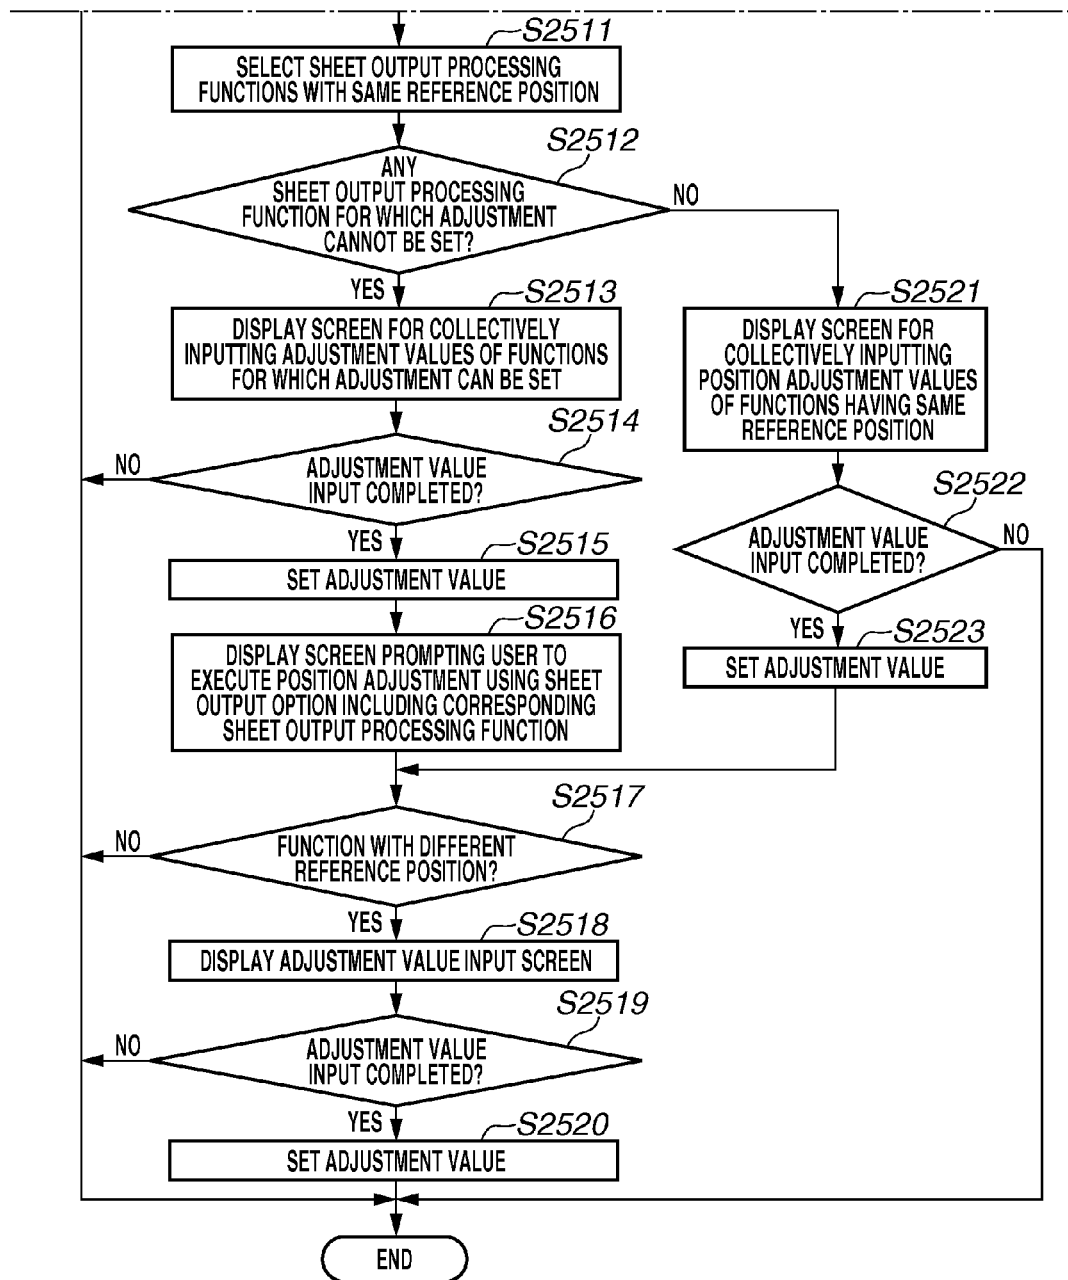 S2511
SELECT SHEET OUTPUT PROCESSING
FUNCTIONS WITH SAME REFERENCE POSITION
S2512
ANY
SHEET OUTPUT PROCESSING
FUNCTION FOR WHICH ADJUSTMENT
CANNOT BE SET?
NO
YES
S2513
DISPLAY SCREEN FOR COLLECTIVELY
INPUTTING ADJUSTMENT VALUES OF FUNCTIONS
FOR WHICH ADJUSTMENT CAN BE SET
S2514
ADJUSTMENT VALUE
INPUT COMPLETED?
NO
YES
S2515
SET ADJUSTMENT VALUE
S2516
DISPLAY SCREEN PROMPTING USER TO
EXECUTE POSITION ADJUSTMENT USING SHEET
OUTPUT OPTION INCLUDING CORRESPONDING
SHEET OUTPUT PROCESSING FUNCTION
S2521
DISPLAY SCREEN FOR
COLLECTIVELY INPUTTING
POSITION ADJUSTMENT VALUES
OF FUNCTIONS HAVING SAME
REFERENCE POSITION
S2522
ADJUSTMENT VALUE
INPUT COMPLETED?
NO
YES
S2523
SET ADJUSTMENT VALUE
S2517
FUNCTION WITH DIFFERENT
REFERENCE POSITION?
NO
YES
S2518
DISPLAY ADJUSTMENT VALUE INPUT SCREEN
S2519
ADJUSTMENT VALUE
INPUT COMPLETED?
NO
YES
S2520
SET ADJUSTMENT VALUE
END